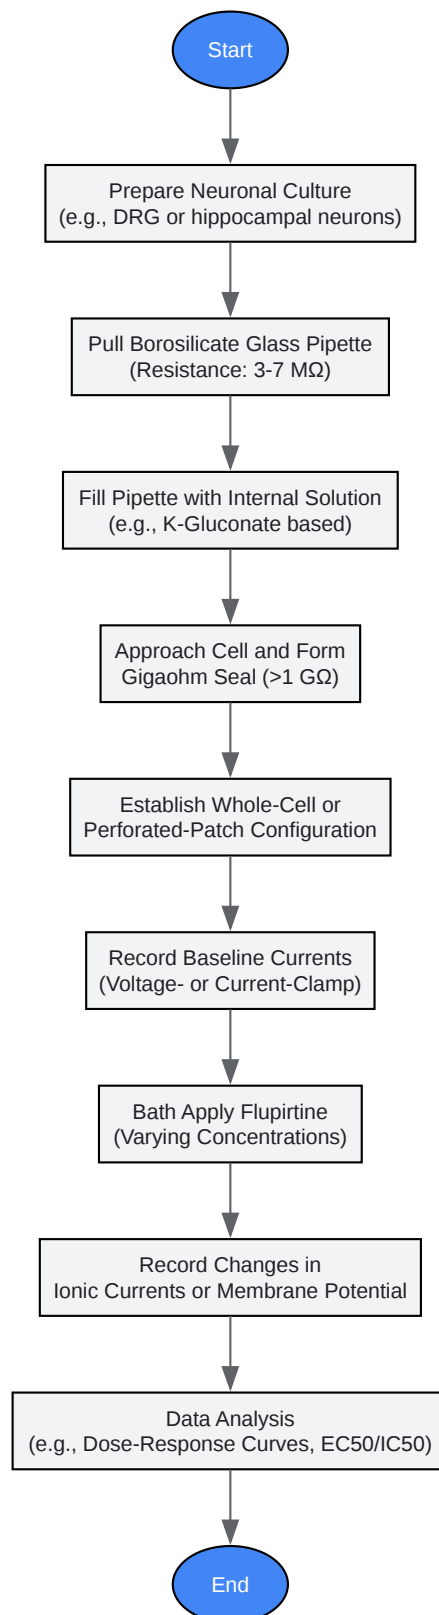 Start
Prepare Neuronal Culture
(e.g., DRG or hippocampal neurons)
Pull Borosilicate Glass Pipette
(Resistance: 3-7 MΩ)
Fill Pipette with Internal Solution
(e.g., K-Gluconate based)
Approach Cell and Form
Gigaohm Seal (>1 GΩ)
Establish Whole-Cell or
Perforated-Patch Configuration
Record Baseline Currents
(Voltage- or Current-Clamp)
Bath Apply Flupirtine
(Varying Concentrations)
Record Changes in
Ionic Currents or Membrane Potential
Data Analysis
(e.g., Dose-Response Curves, EC50/IC50)
End